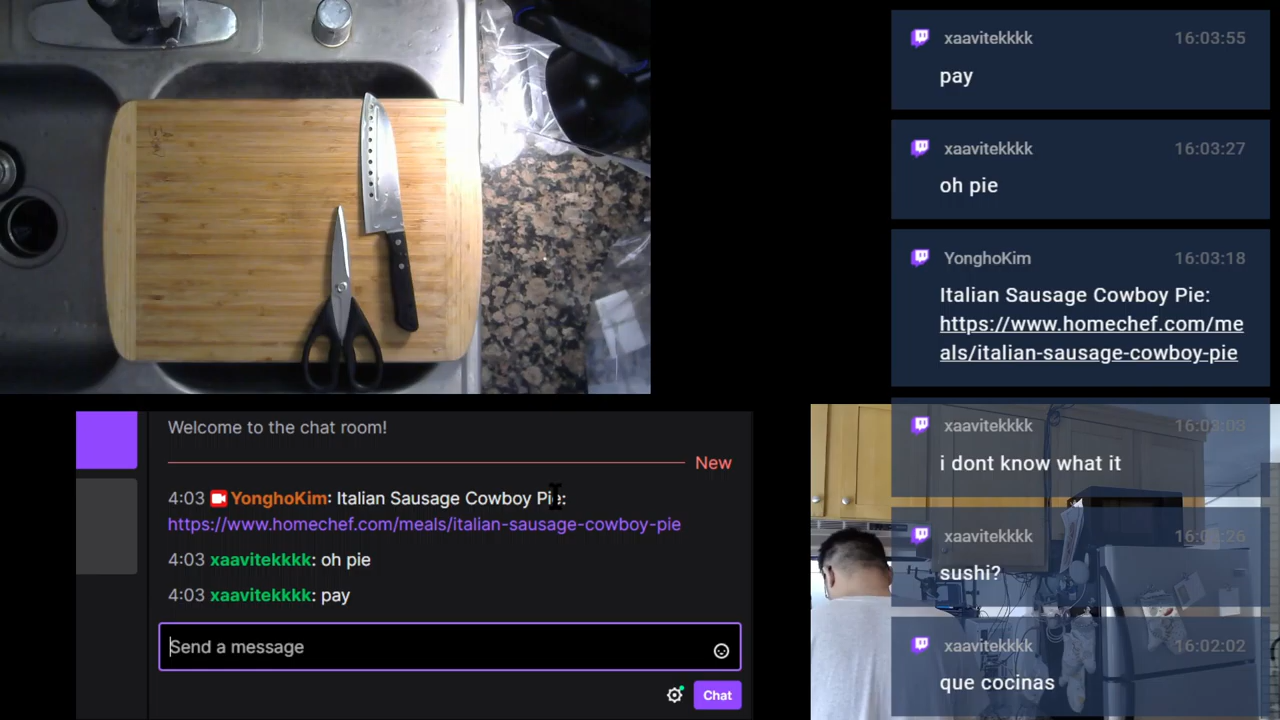 xaavitekkkk 16:03:55
pay
xaavitekkkk 16:03:27
oh pie
YonghoKim 16:03:18
Italian Sausage Cowboy Pie:
https://www.homechef.com/me
als/italian-sausage-cowboy-pie
xaavitekkkk 16:03:03
i dont know what it
xaavitekkkk
sushi?
xaavitekkkk 16:02:02
que cocinas
Welcome to the chat room!
New
4:03 YonghoKim: Italian Sausage Cowboy Pie:
https://www.homechef.com/meals/italian-sausage-cowboy-pie
4:03 xaavitekkkk: oh pie
4:03 xaavitekkkk: pay
Send a message
Chat